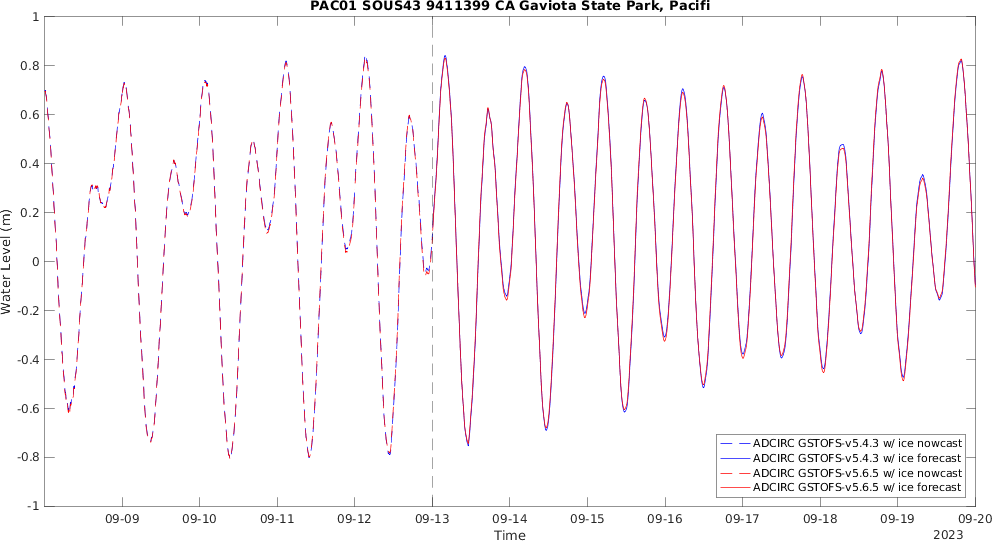 PAC01 SOUS43 9411399 CA Gaviota State Park, Pacifi
1
0.8
0.6
0.4
0.2
0
-0.2
-0.4
-0.6
-0.8
-1
Water Level (m)
ADCIRC GSTOFS-v5.4.3 w/ ice nowcast
ADCIRC GSTOFS-v5.4.3 w/ ice forecast
ADCIRC GSTOFS-v5.6.5 w/ ice nowcast
ADCIRC GSTOFS-v5.6.5 w/ ice forecast
09-09 09-10 09-11 09-12 09-13 09-14 09-15 09-16 09-17 09-18 09-19 09-20
Time
2023